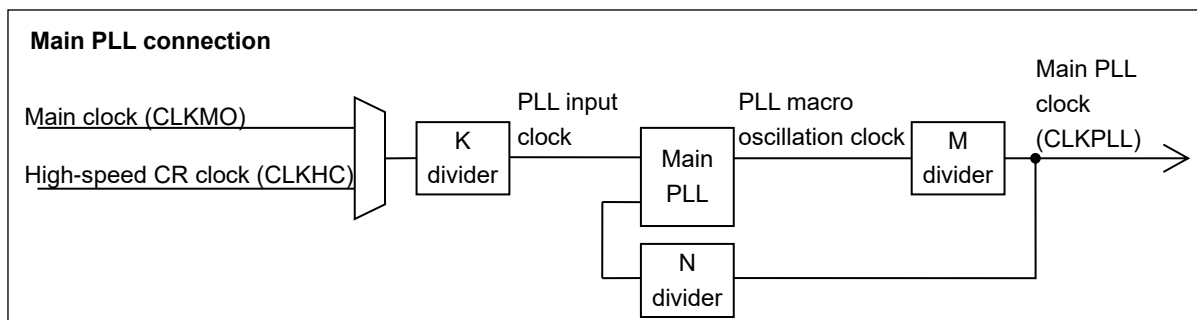 Main PLL connection
Main clock (CLKMO)
High-speed CR clock (CLKHC)
K
divider
PLL input
clock
Main
PLL
PLL macro
oscillation clock
M
divider
Main PLL
clock
(CLKPLL)
N
divider